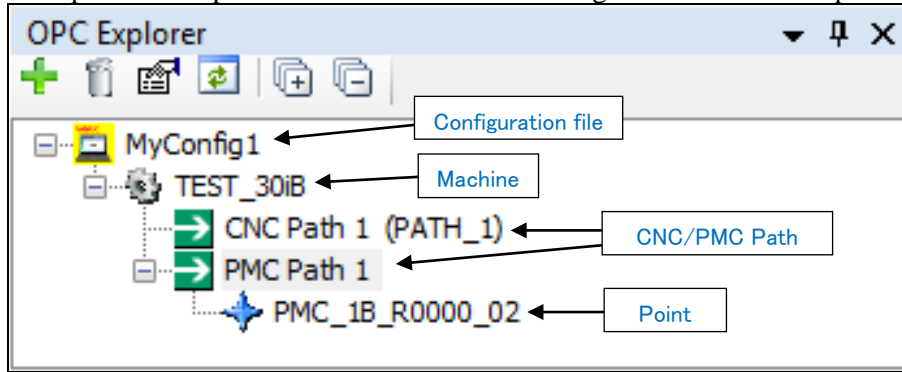 OPC Explorer
Configuration file
MyConfig1
Machine
TEST_30iB
CNC Path 1 (PATH_1)
CNC/PMC Path
PMC Path 1
PMC_1B_R0000_02
Point